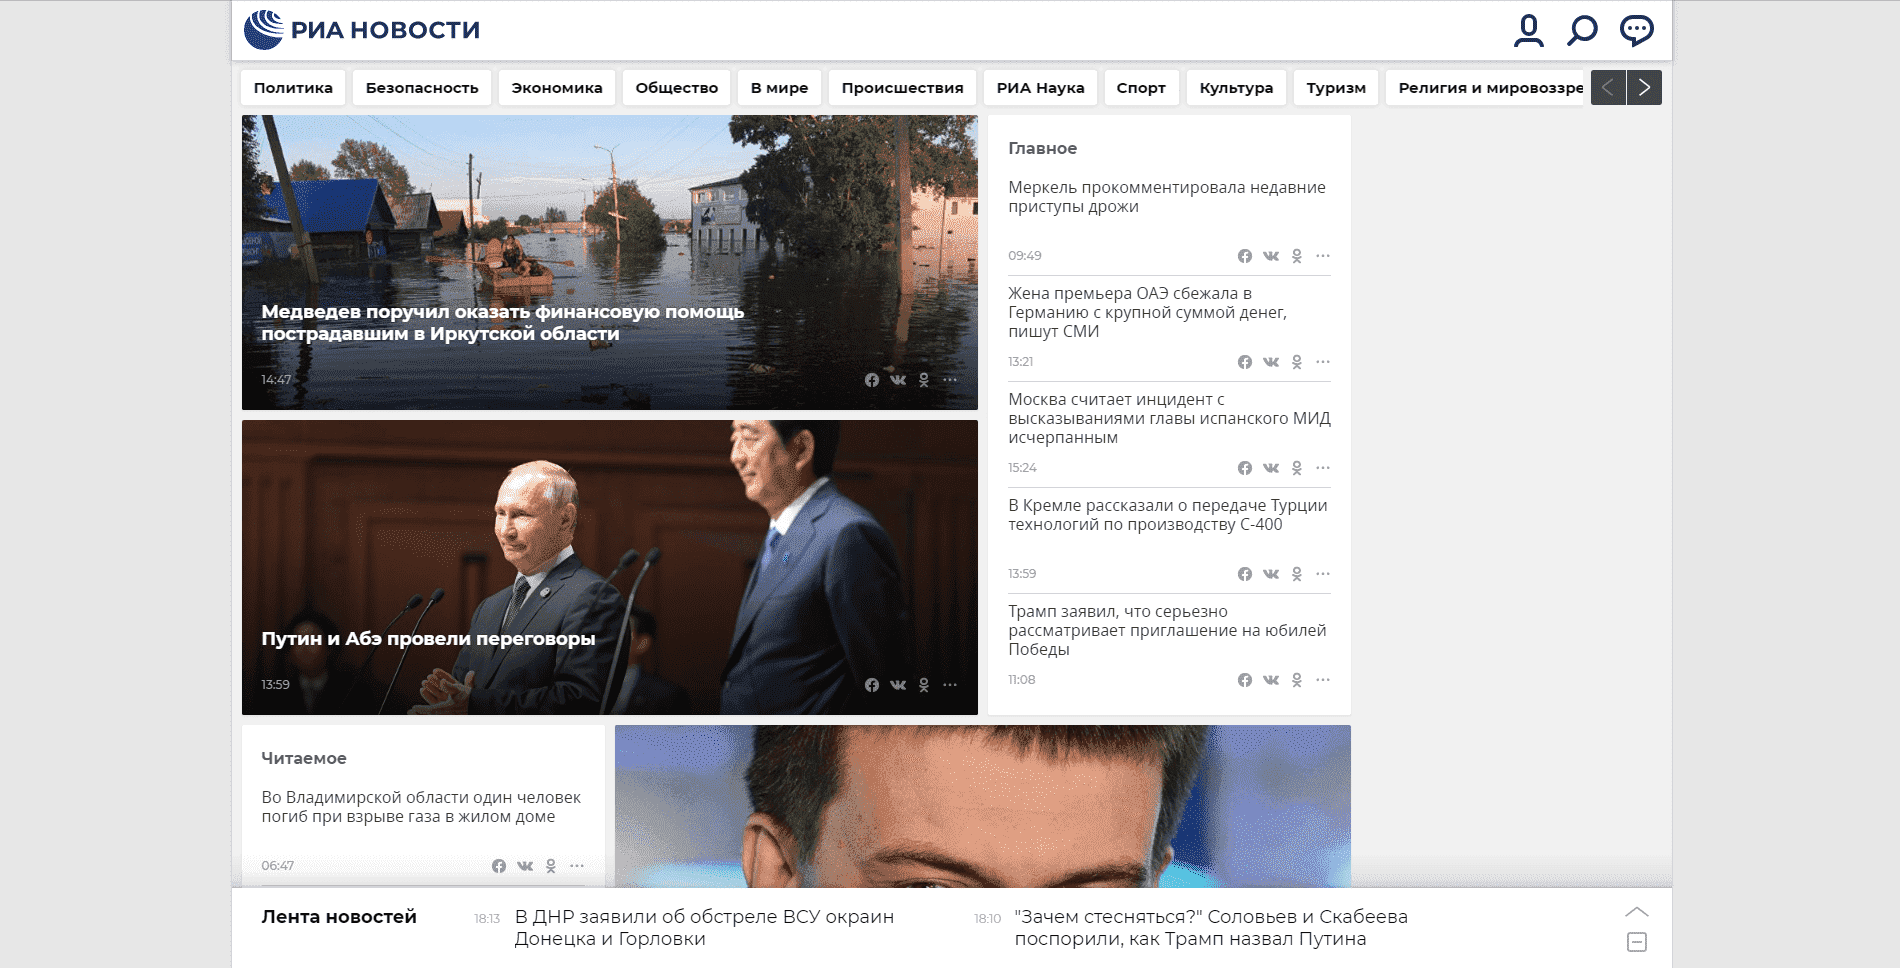 РИА НОВОСТИ
Политика
Безопасность
Экономика
Общество
В мире
Происшествия
РИА Наука
Спорт
Культура
Туризм
Религия и мировоззре
Медведев поручил оказать финансовую помощь
пострадавшим в Иркутской области
14:47
Путин и Абэ провели переговоры
13:59
Главное
Меркель прокомментировала недавние
приступы дрожи
09:49
Жена премьера ОАЭ сбежала в
Германию с крупной суммой денег,
пишут СМИ
13:21
Москва считает инцидент с
высказываниями главы испанского МИД
исчерпанным
15:24
В Кремле рассказали о передаче Турции
технологий по производству С-400
13:59
Трамп заявил, что серьезно
рассматривает приглашение на юбилей
Победы
11:08
Читаемое
Во Владимирской области один человек
погиб при взрыве газа в жилом доме
06:47
Лента новостей
18:13 В ДНР заявили об обстреле ВСУ окраин
Донецка и Горловки
18:10 "Зачем стесняться?" Соловьев и Скабеева
поспорили, как Трамп назвал Путина